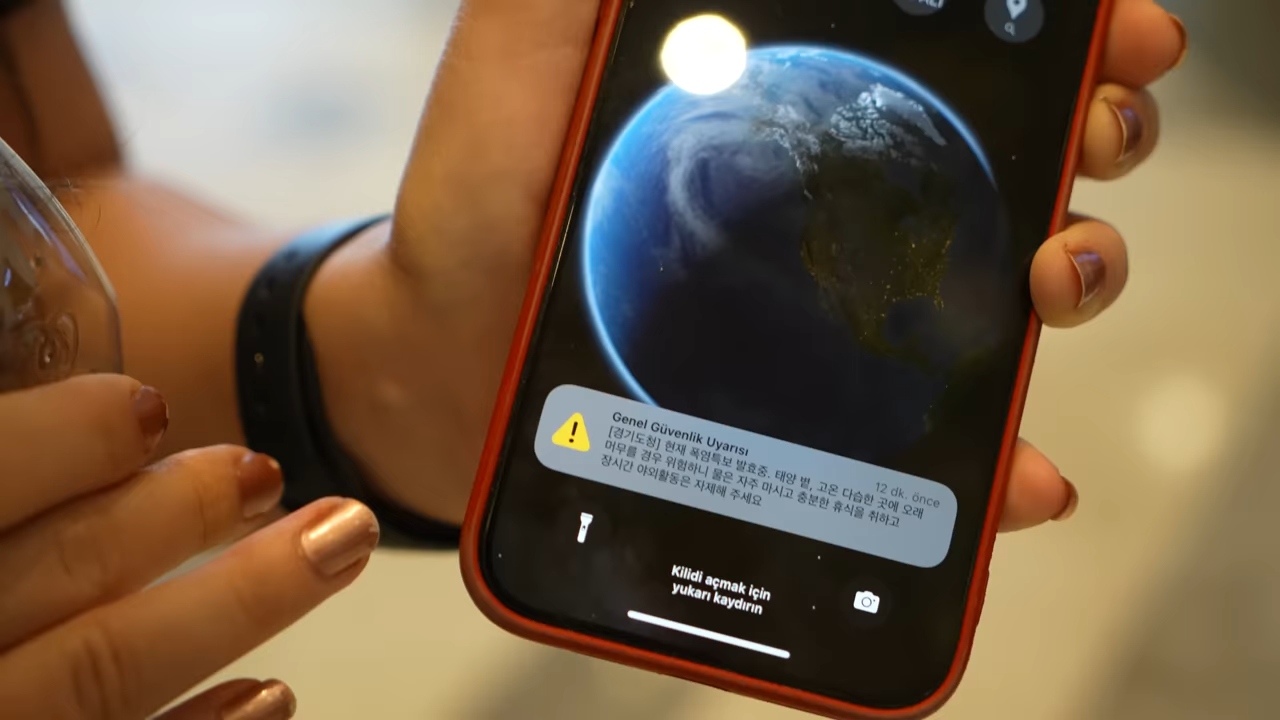 Genel Güvenlik Uyarısı
12 dk. önce
[경기도청] 현재 폭염특보 발효중. 태양 볕, 고온 다습한 곳에 오래
머무를 경우 위험하니 물은 자주 마시고 충분한 휴식을 취하고
장시간 야외활동은 자제해 주세요
Kilidi açmak için
yukarı kaydırın